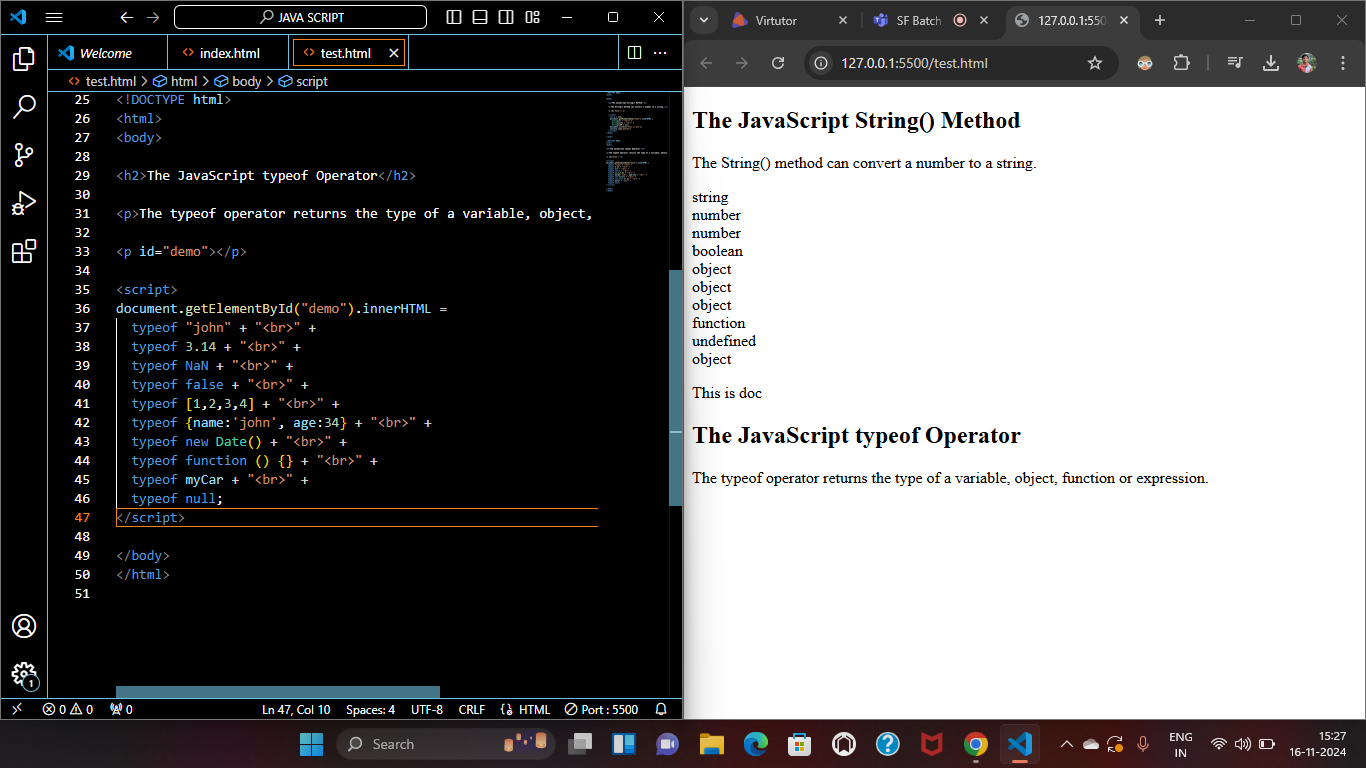 JAVA SCRIPT
Virtutor
SF Batch
127.0.0.1:550
Welcome
index.html
test.html
127.0.0.1:5500/test.html
test.html > html > body > script
25 <!DOCTYPE html>
26 <html>
27 <body>
28
29 <h2>The JavaScript typeof Operator</h2>
30
31 <p>The typeof operator returns the type of a variable, object,
32
33 <p id="demo"></p>
34
35 <script>
36 document.getElementById("demo").innerHTML =
37 typeof "john" + "<br>" +
38 typeof 3.14 + "<br>" +
39 typeof NaN + "<br>" +
40 typeof false + "<br>" +
41 typeof [1,2,3,4] + "<br>" +
42 typeof {name:'john', age:34} + "<br>" +
43 typeof new Date() + "<br>" +
44 typeof function () {} + "<br>" +
45 typeof myCar + "<br>" +
46 typeof null;
47 </script>
48
49 </body>
50 </html>
51
1
0 0 0
Ln 47, Col 10
Spaces: 4
UTF-8
CRLF
HTML
Port : 5500
The JavaScript String() Method
The String() method can convert a number to a string.
string
number
number
boolean
object
object
object
function
undefined
object
This is doc
The JavaScript typeof Operator
The typeof operator returns the type of a variable, object, function or expression.
Search
ENG
IN
15:27
16-11-2024